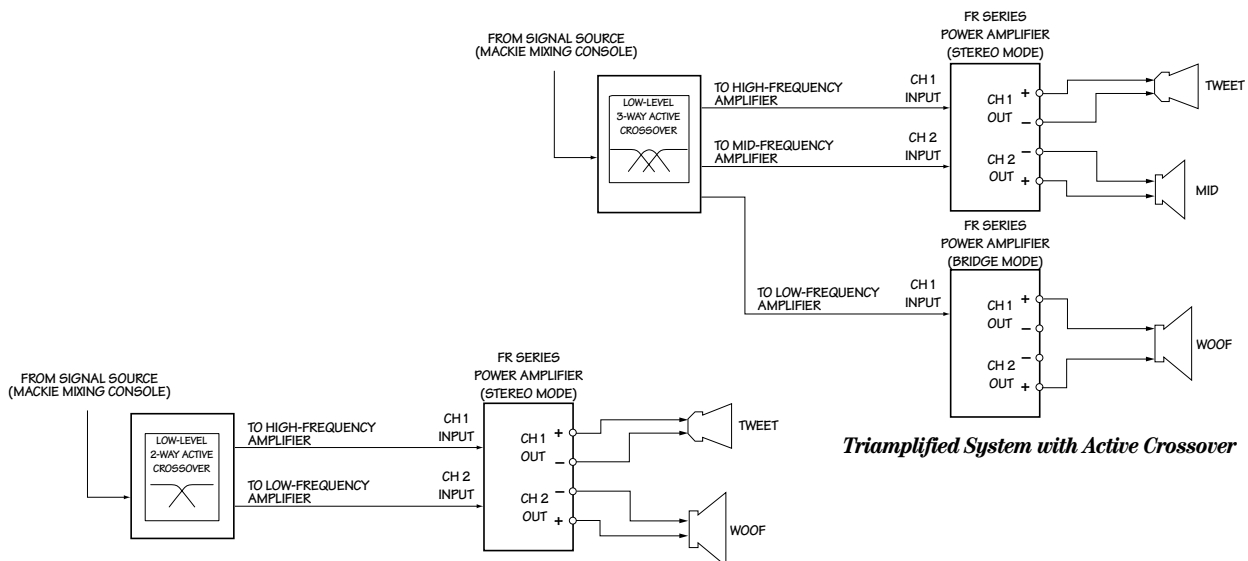 FROM SIGNAL SOURCE
(MACKIE MIXING CONSOLE)
LOW-LEVEL
3-WAY ACTIVE
CROSSOVER
TO HIGH-FREQUENCY
AMPLIFIER
TO MID-FREQUENCY
AMPLIFIER
CH 1
INPUT
CH 2
INPUT
FR SERIES
POWER AMPLIFIER
(STEREO MODE)
CH 1
OUT
+
–
CH 2
OUT
–
+
TWEET
MID
TO LOW-FREQUENCY
AMPLIFIER
CH 1
INPUT
FR SERIES
POWER AMPLIFIER
(BRIDGE MODE)
CH 1
OUT
+
–
CH 2
OUT
–
+
WOOF
Triamplified System with Active Crossover
FROM SIGNAL SOURCE
(MACKIE MIXING CONSOLE)
LOW-LEVEL
2-WAY ACTIVE
CROSSOVER
TO HIGH-FREQUENCY
AMPLIFIER
TO LOW-FREQUENCY
AMPLIFIER
CH 1
INPUT
CH 2
INPUT
FR SERIES
POWER AMPLIFIER
(STEREO MODE)
CH 1
OUT
+
–
CH 2
OUT
–
+
TWEET
WOOF